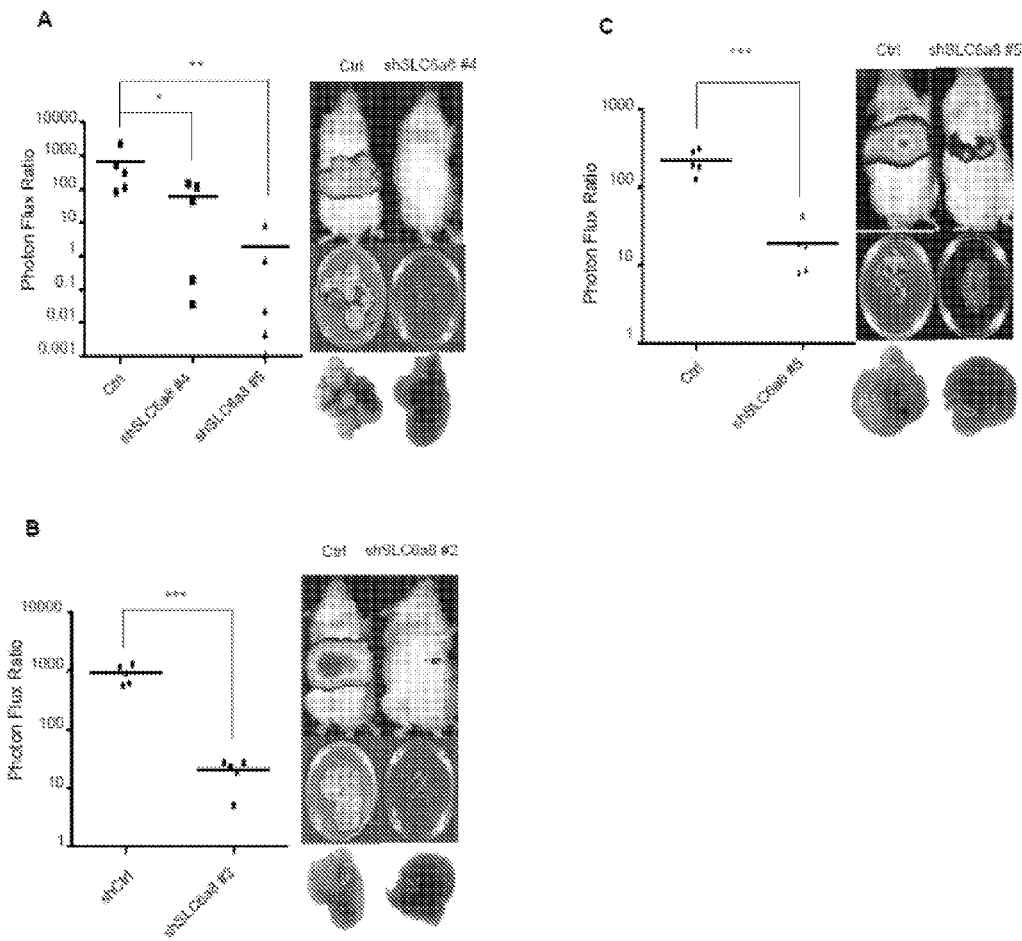 A
Ctrl shSLC6a8 #4
**
*
Photon Flux Ratio
10000
1000
100
10
1
0.1
0.01
0.001
Ctrl
shSLC6a8 #4
shSLC6a8 #5
C
Ctrl shSLC6a8 #5
***
Photon Flux Ratio
1000
100
10
1
Ctrl
shSLC6a8 #5
B
Ctrl shSLC6a8 #2
***
Photon Flux Ratio
10000
1000
100
10
1
shCtrl
shSLC6a8 #2